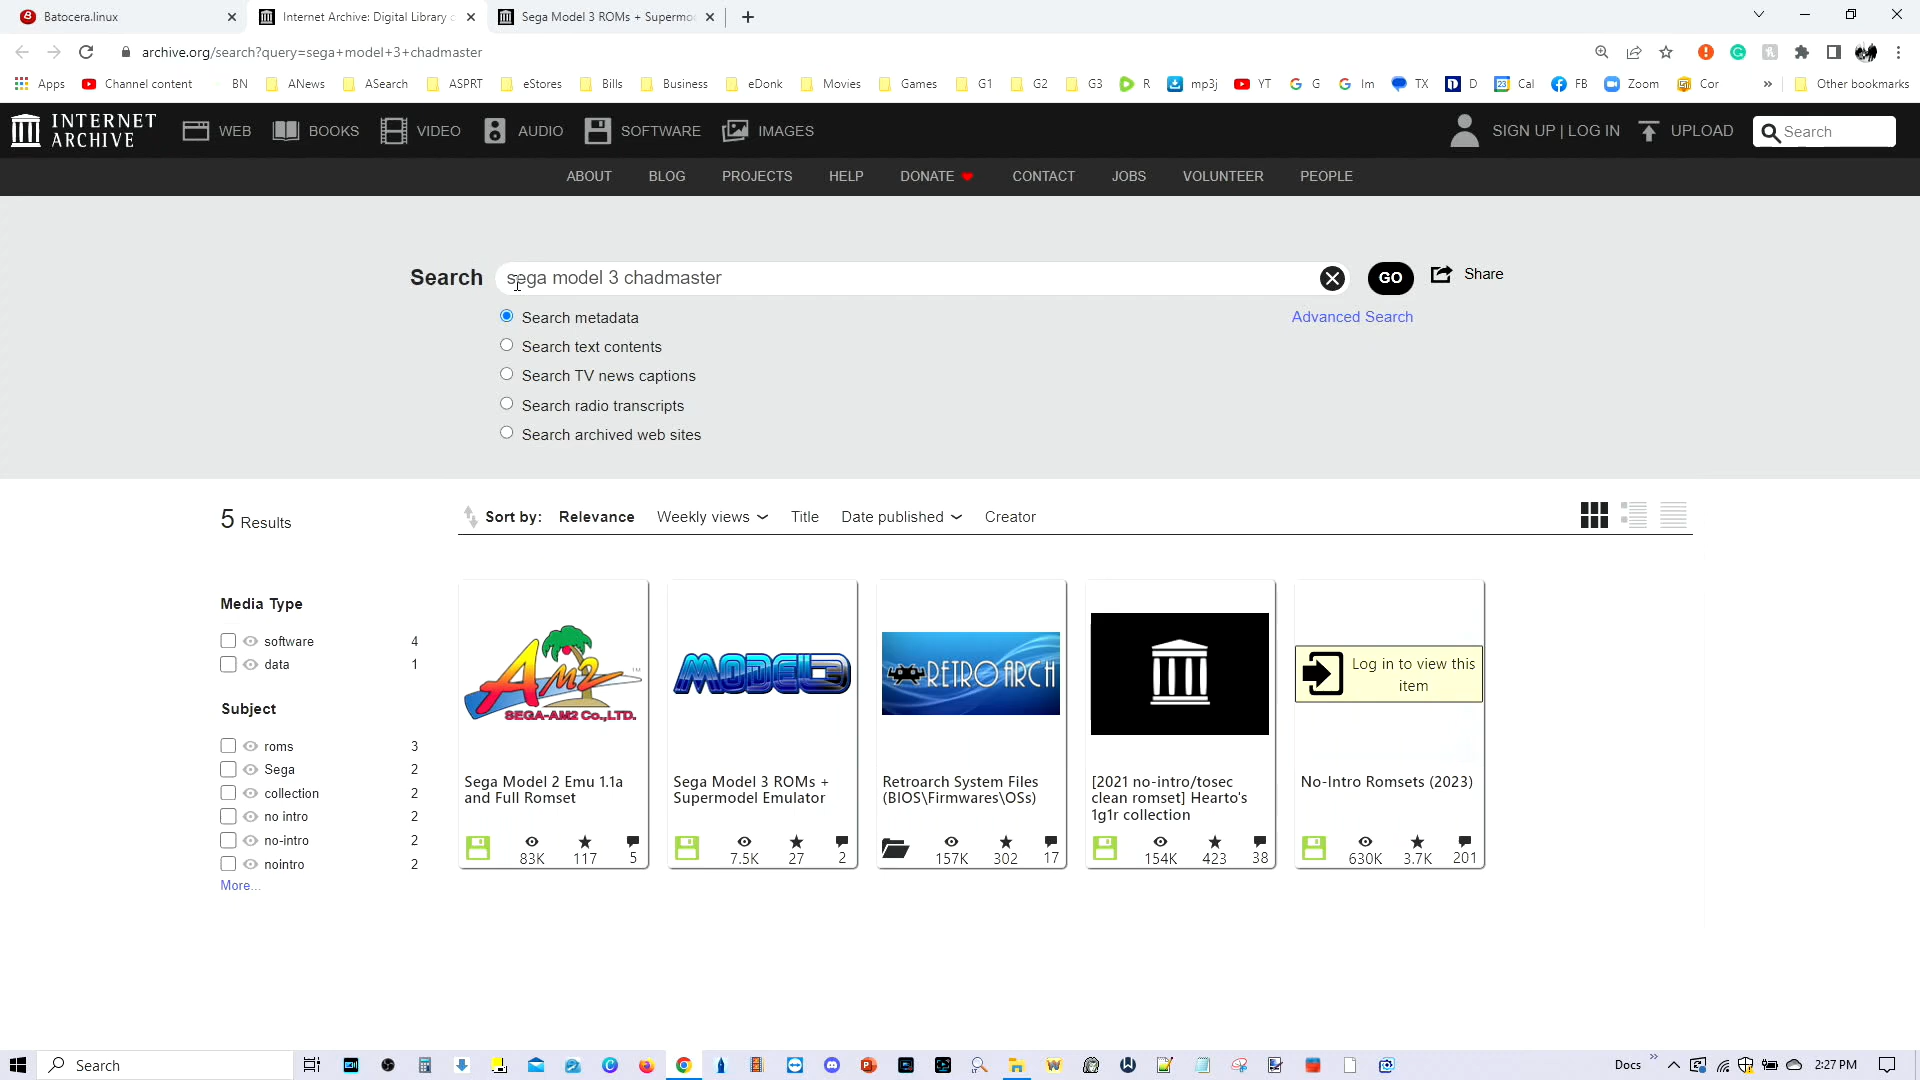 Batocera.linux
Internet Archive: Digital Library o
Sega Model 3 ROMs + Supermo
archive.org/search?query=sega+model+3+chadmaster
Apps Channel content BN ANews ASearch ASPRT eStores Bills Business eDonk Movies Games G1 G2 G3 R mp3j YT G Im TX D Cal FB Zoom Cor » Other bookmarks
INTERNET
ARCHIVE
WEB BOOKS VIDEO AUDIO SOFTWARE IMAGES SIGN UP | LOG IN UPLOAD Search
ABOUT BLOG PROJECTS HELP DONATE CONTACT JOBS VOLUNTEER PEOPLE
Search sega model 3 chadmaster GO Share
Search metadata
Advanced Search
Search text contents
Search TV news captions
Search radio transcripts
Search archived web sites
5 Results
Sort by: Relevance Weekly views Title Date published Creator
Media Type
software 4
data 1
Subject
roms 3
Sega 2
collection 2
no intro 2
no-intro 2
nointro 2
More...
AM2
SEGA-AM2 Co.,LTD.
Sega Model 2 Emu 1.1a
and Full Romset
83K 117 5
MODEL3
Sega Model 3 ROMs +
Supermodel Emulator
7.5K 27 2
RETROARCH
Retroarch System Files
(BIOS\Firmwares\OSs)
157K 302 17
[2021 no-intro/tosec
clean romset] Hearto's
1g1r collection
154K 423 38
Log in to view this
item
No-Intro Romsets (2023)
630K 3.7K 201
Search
Docs » 2:27 PM